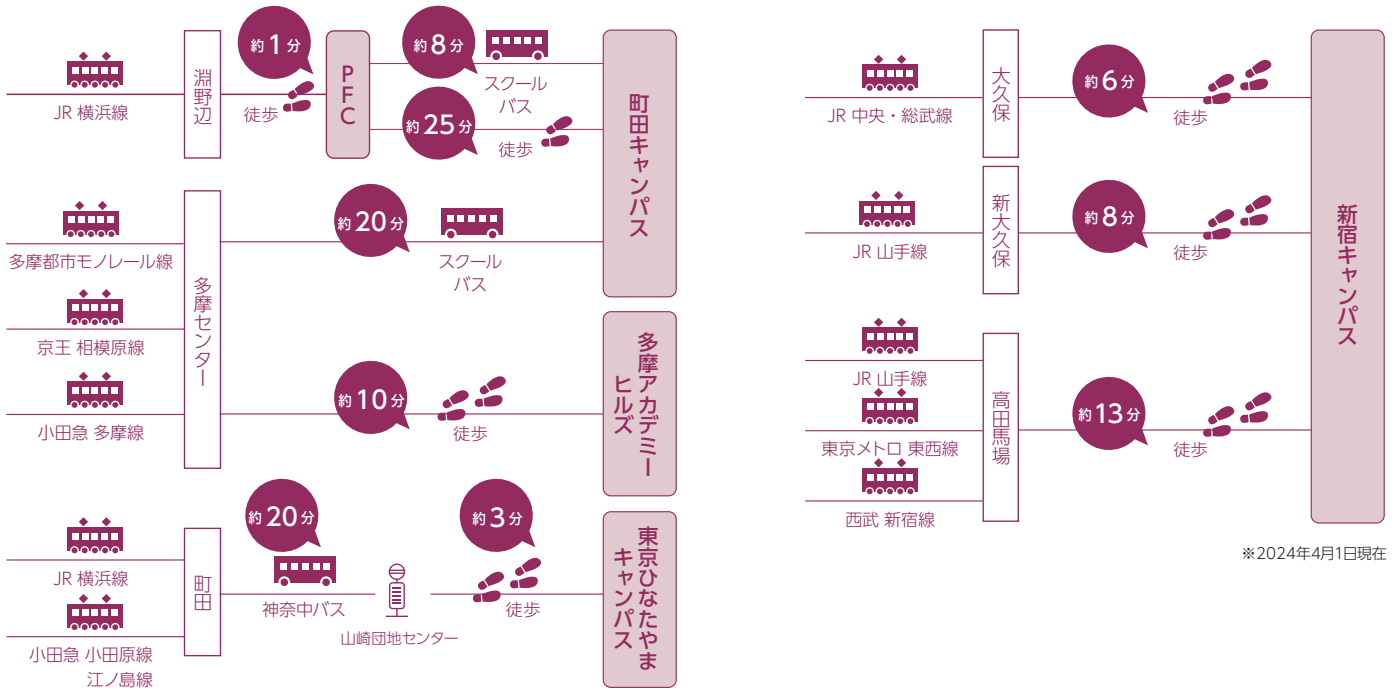 JR 横浜線
淵野辺
約1分
徒歩
PFC
約8分
スクール
バス
約25分
徒歩
町田キャンパス
多摩都市モノレール線
京王 相模原線
小田急 多摩線
多摩センター
約20分
スクール
バス
約10分
徒歩
多摩アカデミー
ヒルズ
JR 横浜線
小田急 小田原線
江ノ島線
町田
約20分
神奈中バス
山崎団地センター
約3分
徒歩
東京ひなたやま
キャンパス
JR 中央・総武線
大久保
約6分
徒歩
JR 山手線
新大久保
約8分
徒歩
JR 山手線
東京メトロ 東西線
西武 新宿線
高田馬場
約13分
徒歩
新宿キャンパス
※2024年4月1日現在